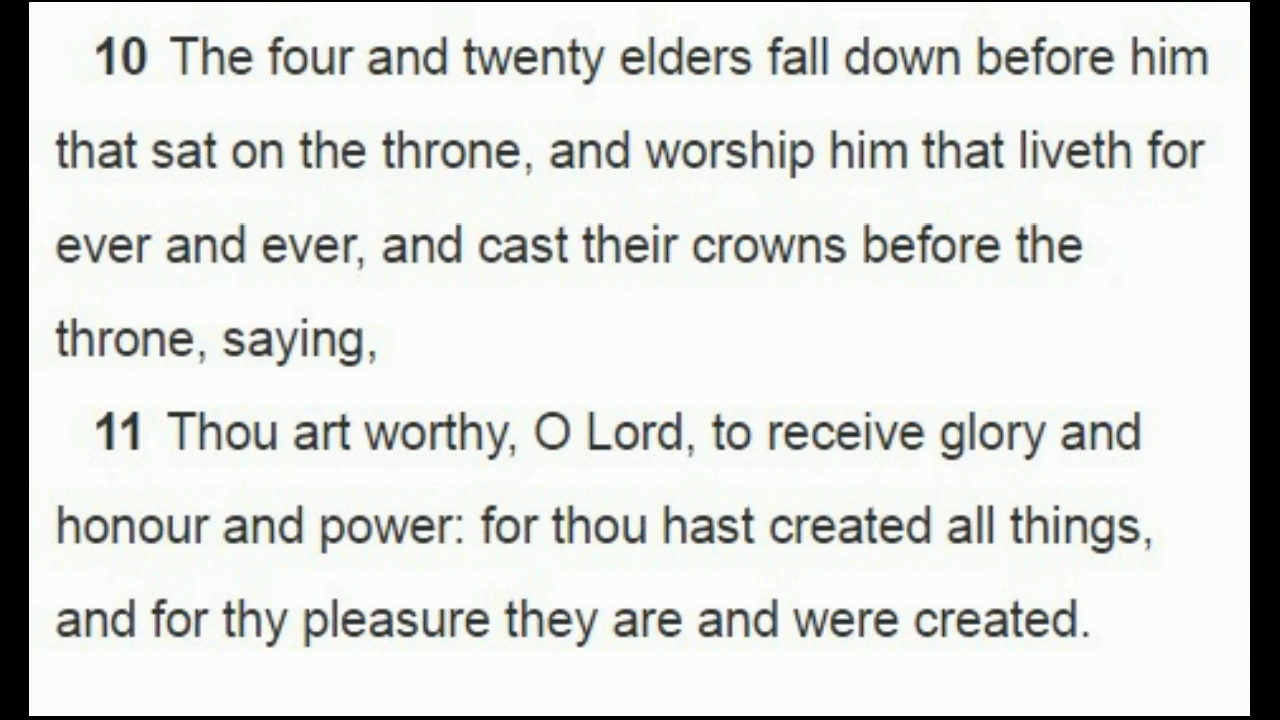 10 The four and twenty elders fall down before him
that sat on the throne, and worship him that liveth for
ever and ever, and cast their crowns before the
throne, saying,
11 Thou art worthy, O Lord, to receive glory and
honour and power: for thou hast created all things,
and for thy pleasure they are and were created.